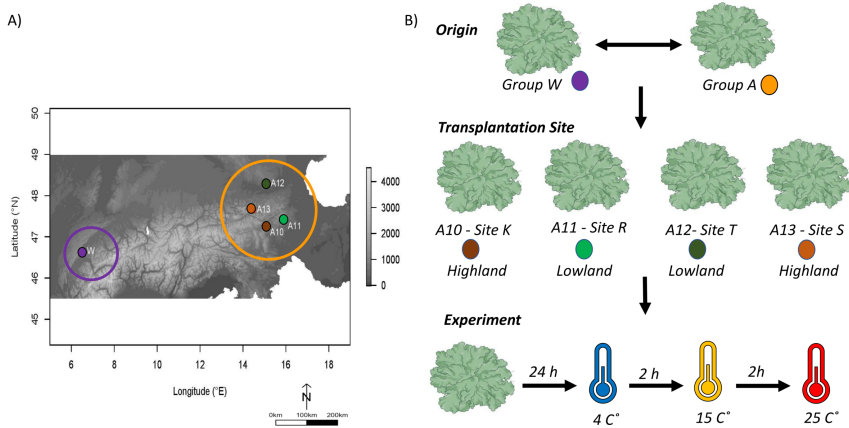 A)
Latitude (°N)
50
49
48
47
46
45
6
8
10
12
14
16
18
Longitude (°E)
W
A12
A13
A11
A10
4000
3000
2000
1000
0
N
0km 100km 200km
B)
Origin
Group W
Group A
Transplantation Site
A10 - Site K
A11 - Site R
A12- Site T
A13 - Site S
Highland
Lowland
Lowland
Highland
Experiment
24 h
2 h
2h
4 C°
15 C°
25 C°